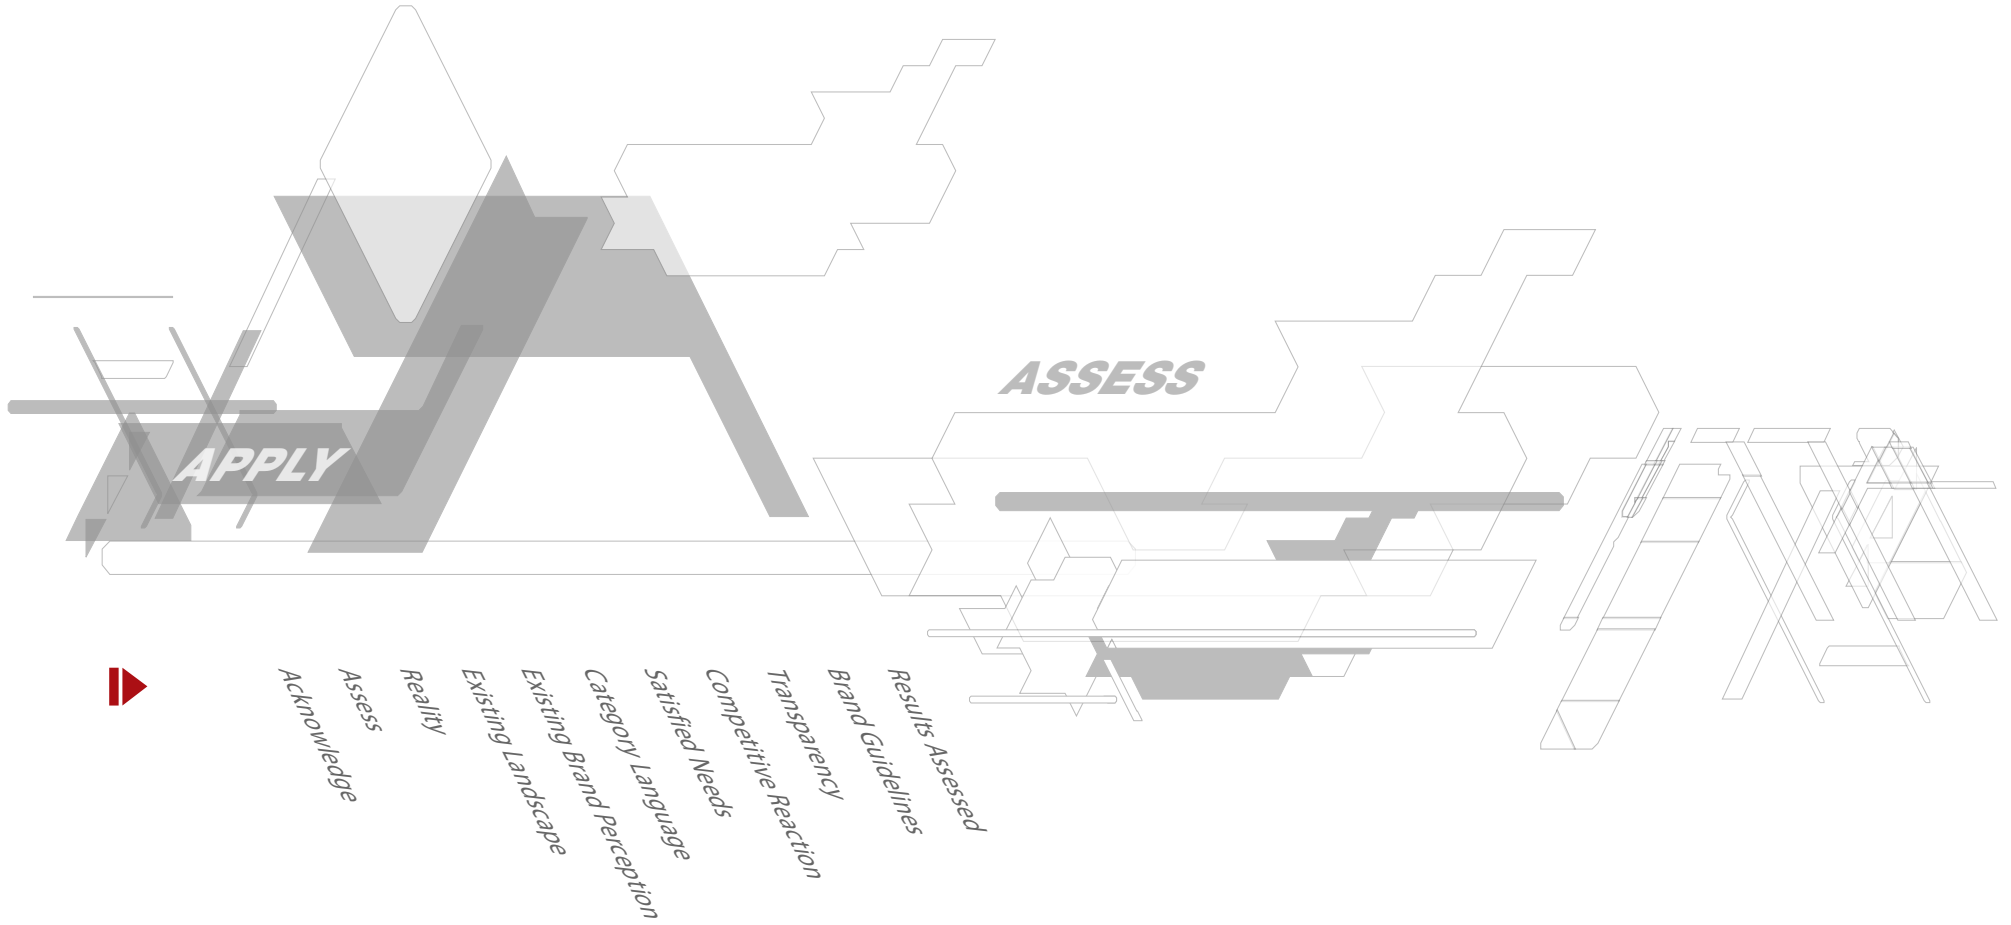 ASSESS
APPLY
Acknowledge
Assess
Reality
Existing Landscape
Existing Brand Perception
Category Language
Satisfied Needs
Competitive Reaction
Transparency
Brand Guidelines
Results Assessed